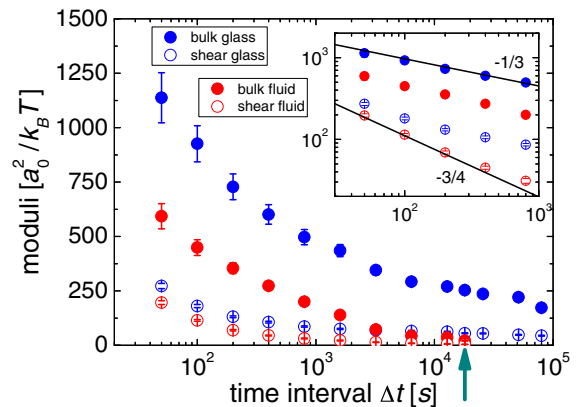 1250
1000
750
500
250
0
moduli [a₀²/k_BT]
bulk glass
shear glass
bulk fluid
shear fluid
10³
10²
-1/3
-3/4
10²
10³
10²
10³
10⁴
10⁵
time interval Δt [s]